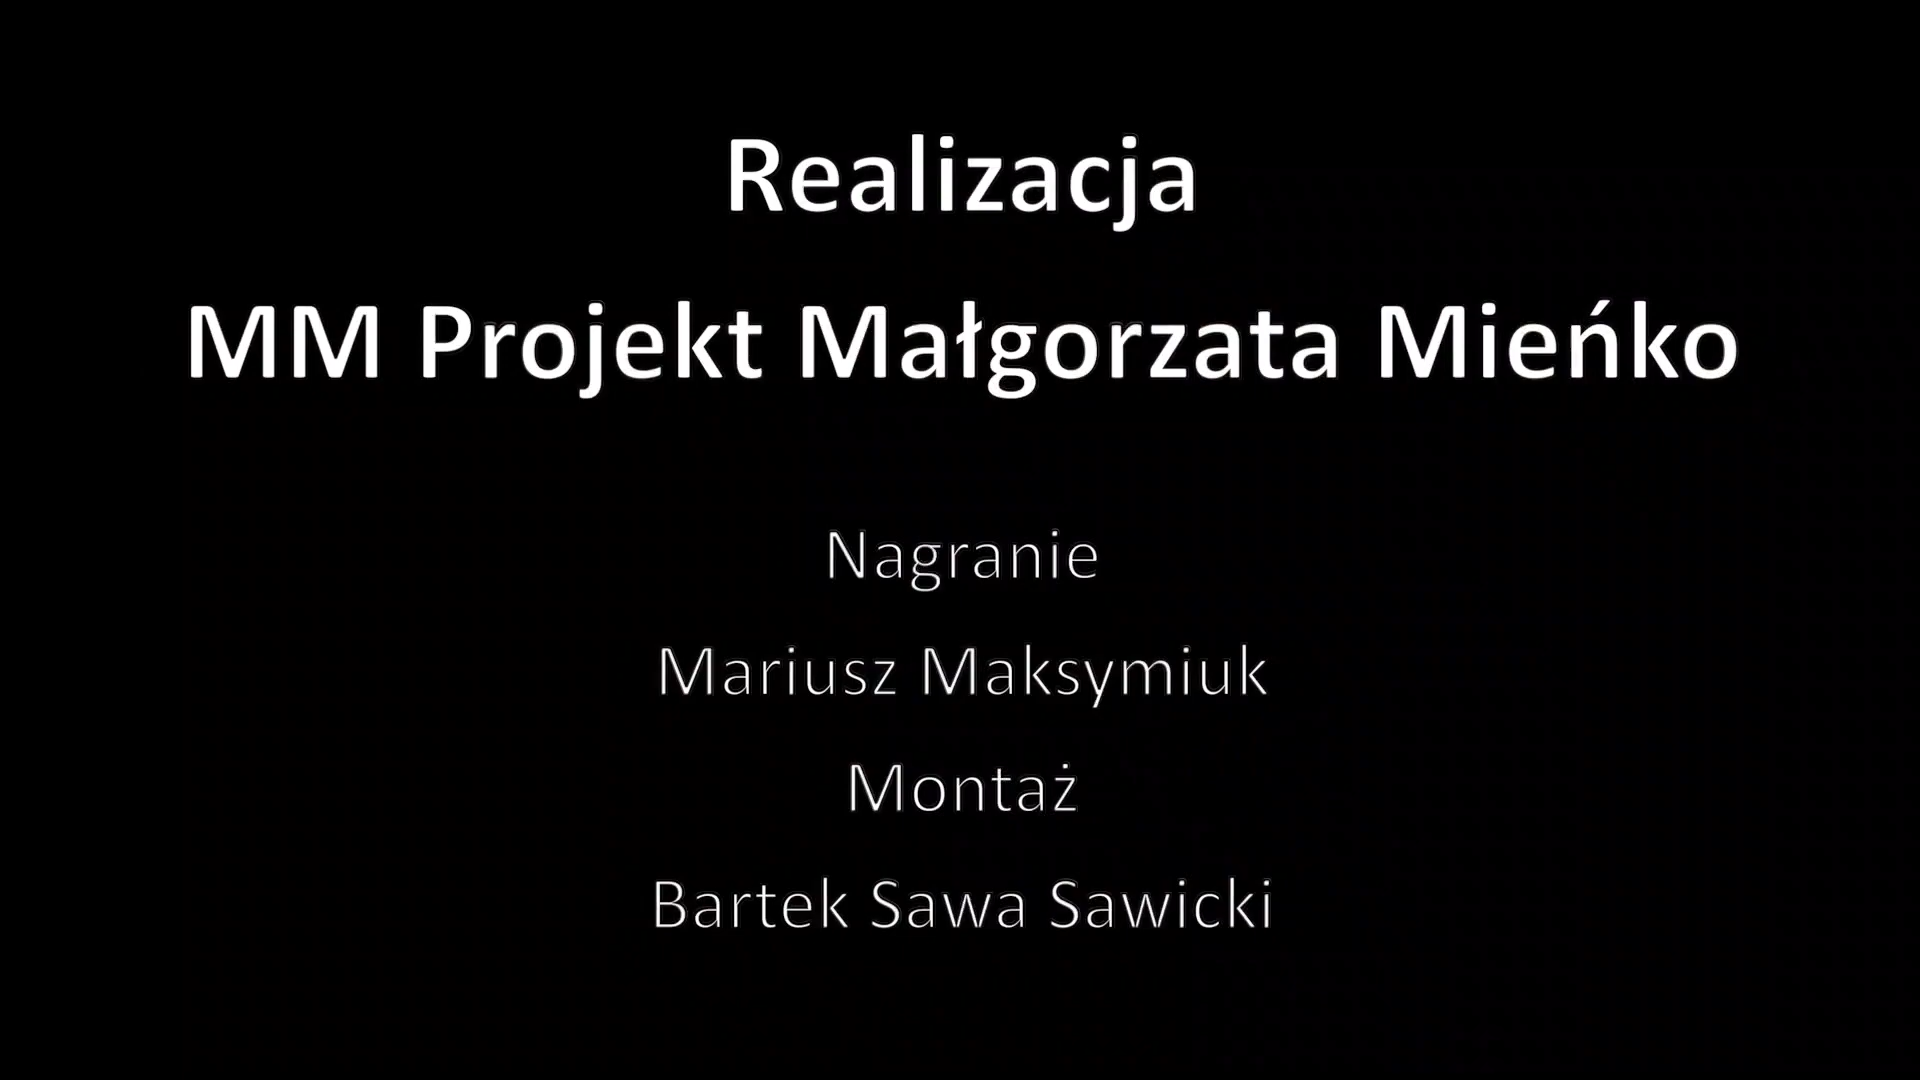 Realizacja
MM Projekt Małgorzata Mieńko
Nagranie
Mariusz Maksymiuk
Montaż
Bartek Sawa Sawicki